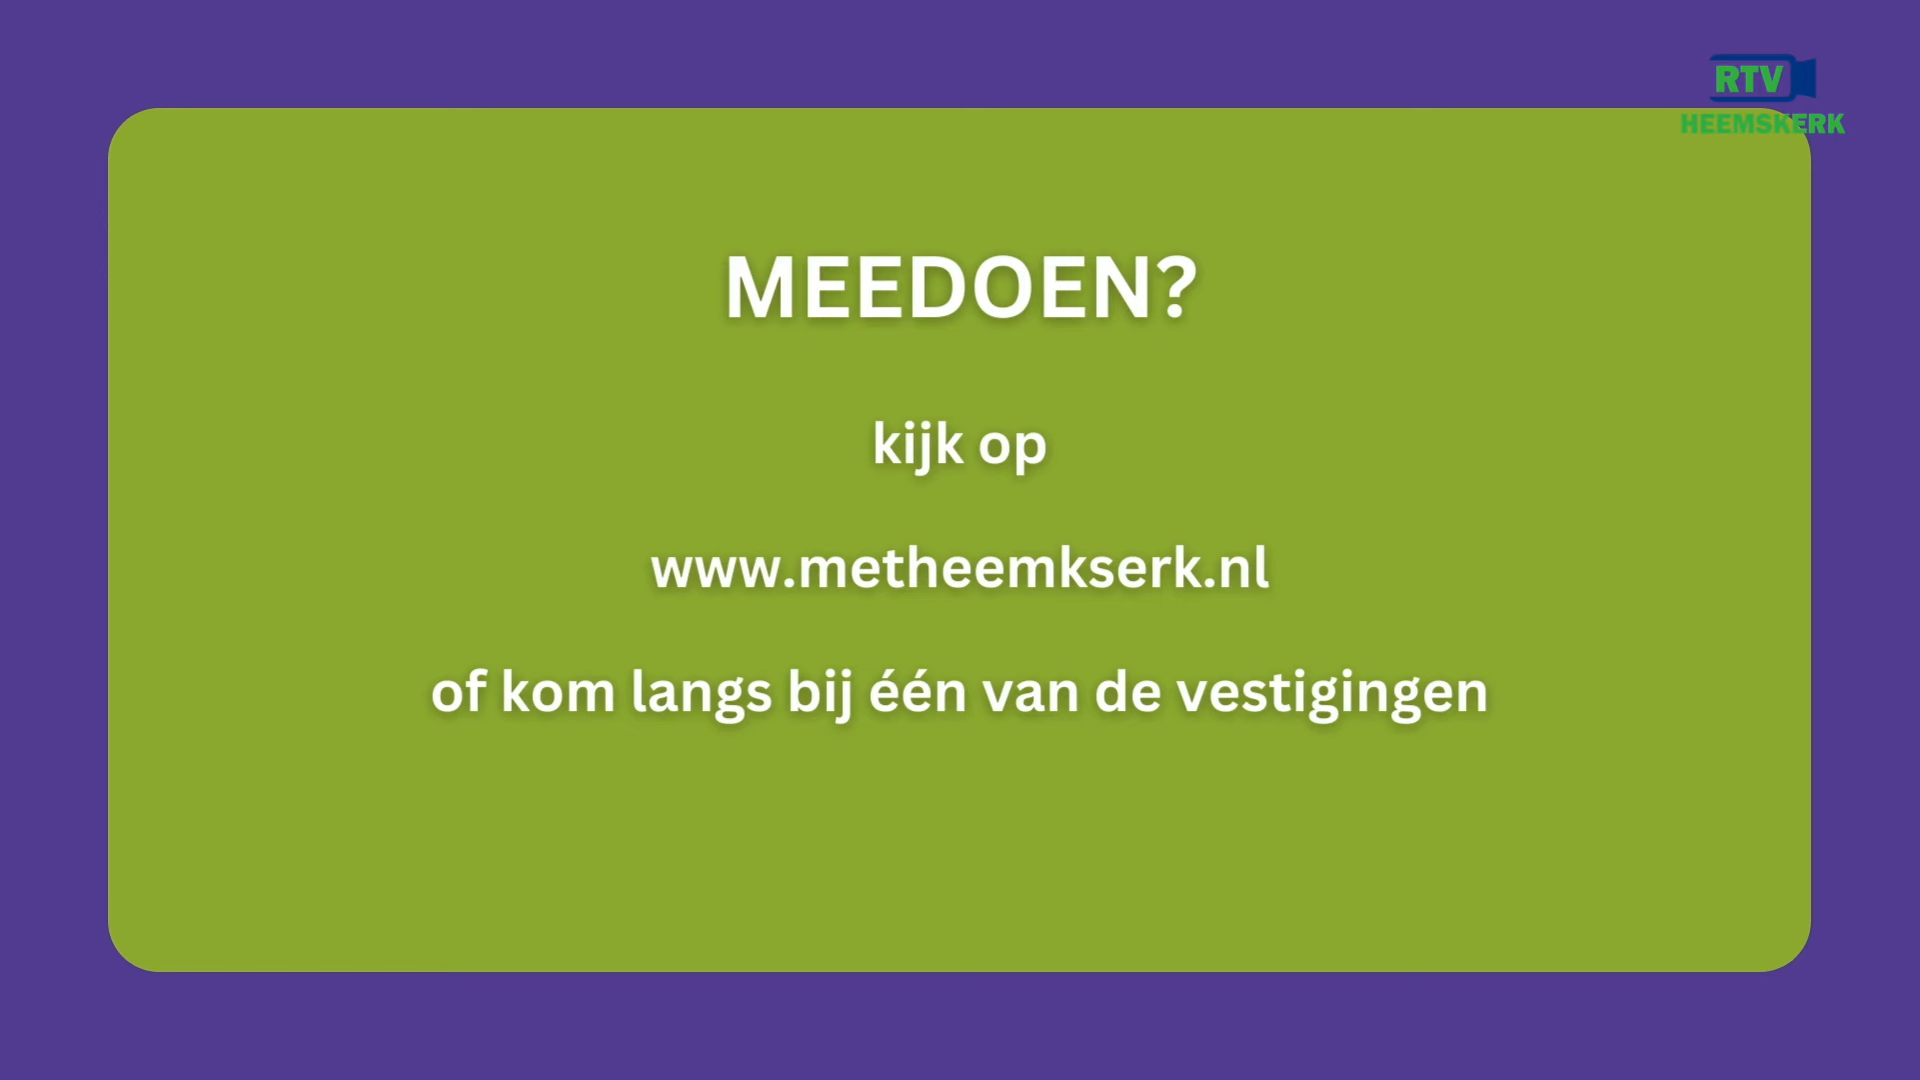 RTV
HEEMSKERK
MEEDOEN?
kijk op
www.metheemkserk.nl
of kom langs bij één van de vestigingen